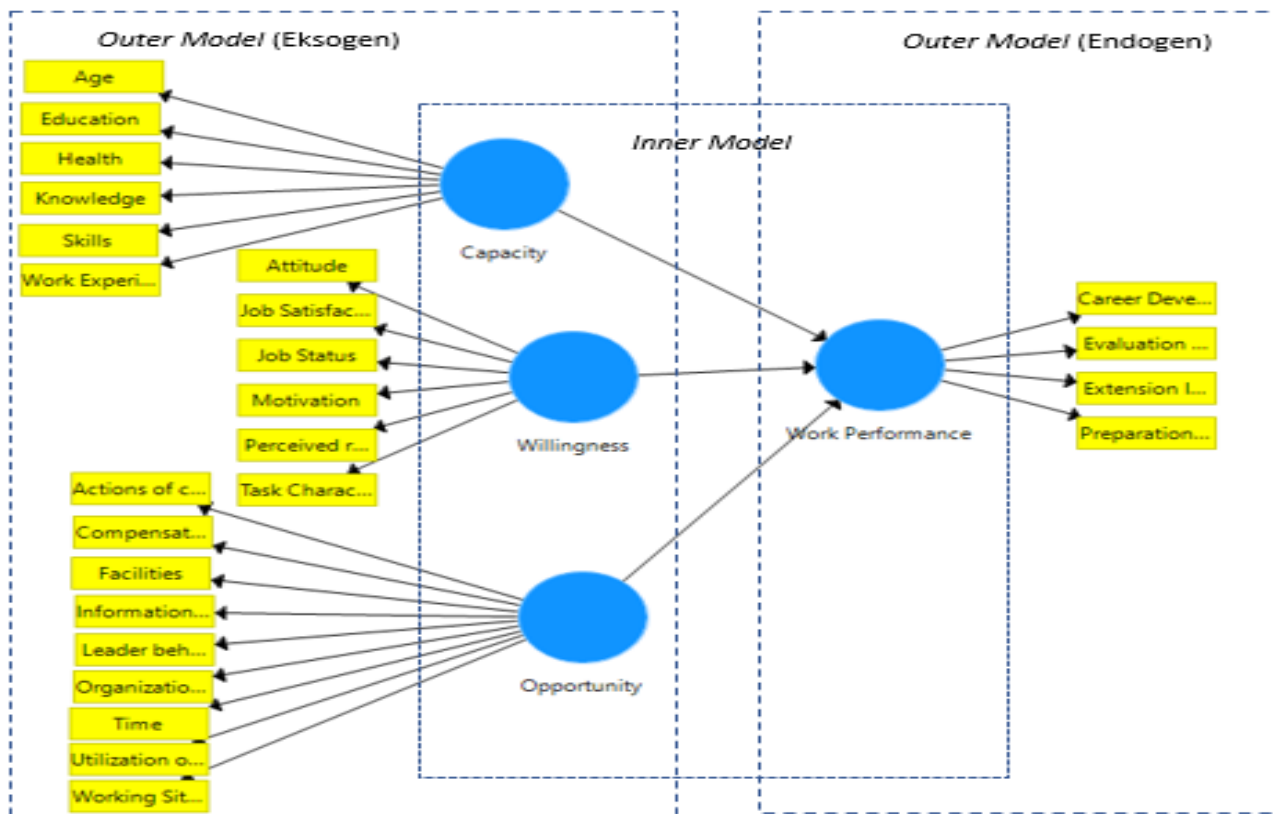 Outer Model (Eksogen)
Age
Education
Health
Knowledge
Skills
Work Experi...
Capacity
Attitude
Job Satisfac...
Job Status
Motivation
Perceived r...
Task Charac...
Willingness
Actions of c...
Compensat...
Facilities
Information...
Leader beh...
Organizatio...
Time
Utilization o...
Working Sit...
Opportunity
Inner Model
Work Performance
Outer Model (Endogen)
Career Deve...
Evaluation ...
Extension I...
Preparation...